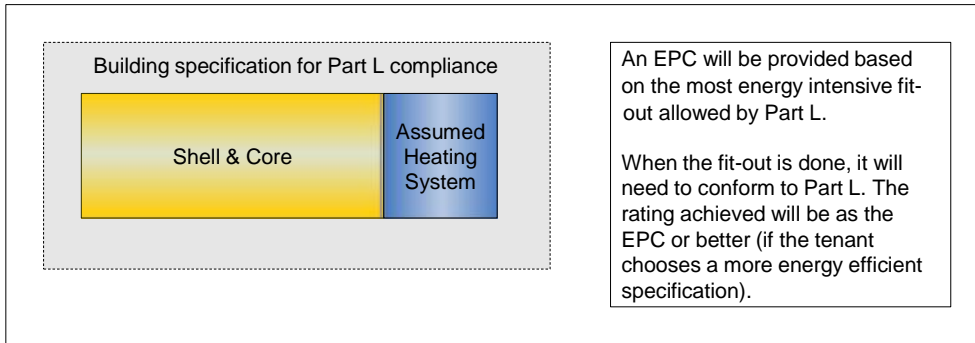 Building specification for Part L compliance
Shell & Core
Assumed
Heating
System
An EPC will be provided based
on the most energy intensive fit-
out allowed by Part L.
When the fit-out is done, it will
need to conform to Part L. The
rating achieved will be as the
EPC or better (if the tenant
chooses a more energy efficient
specification).